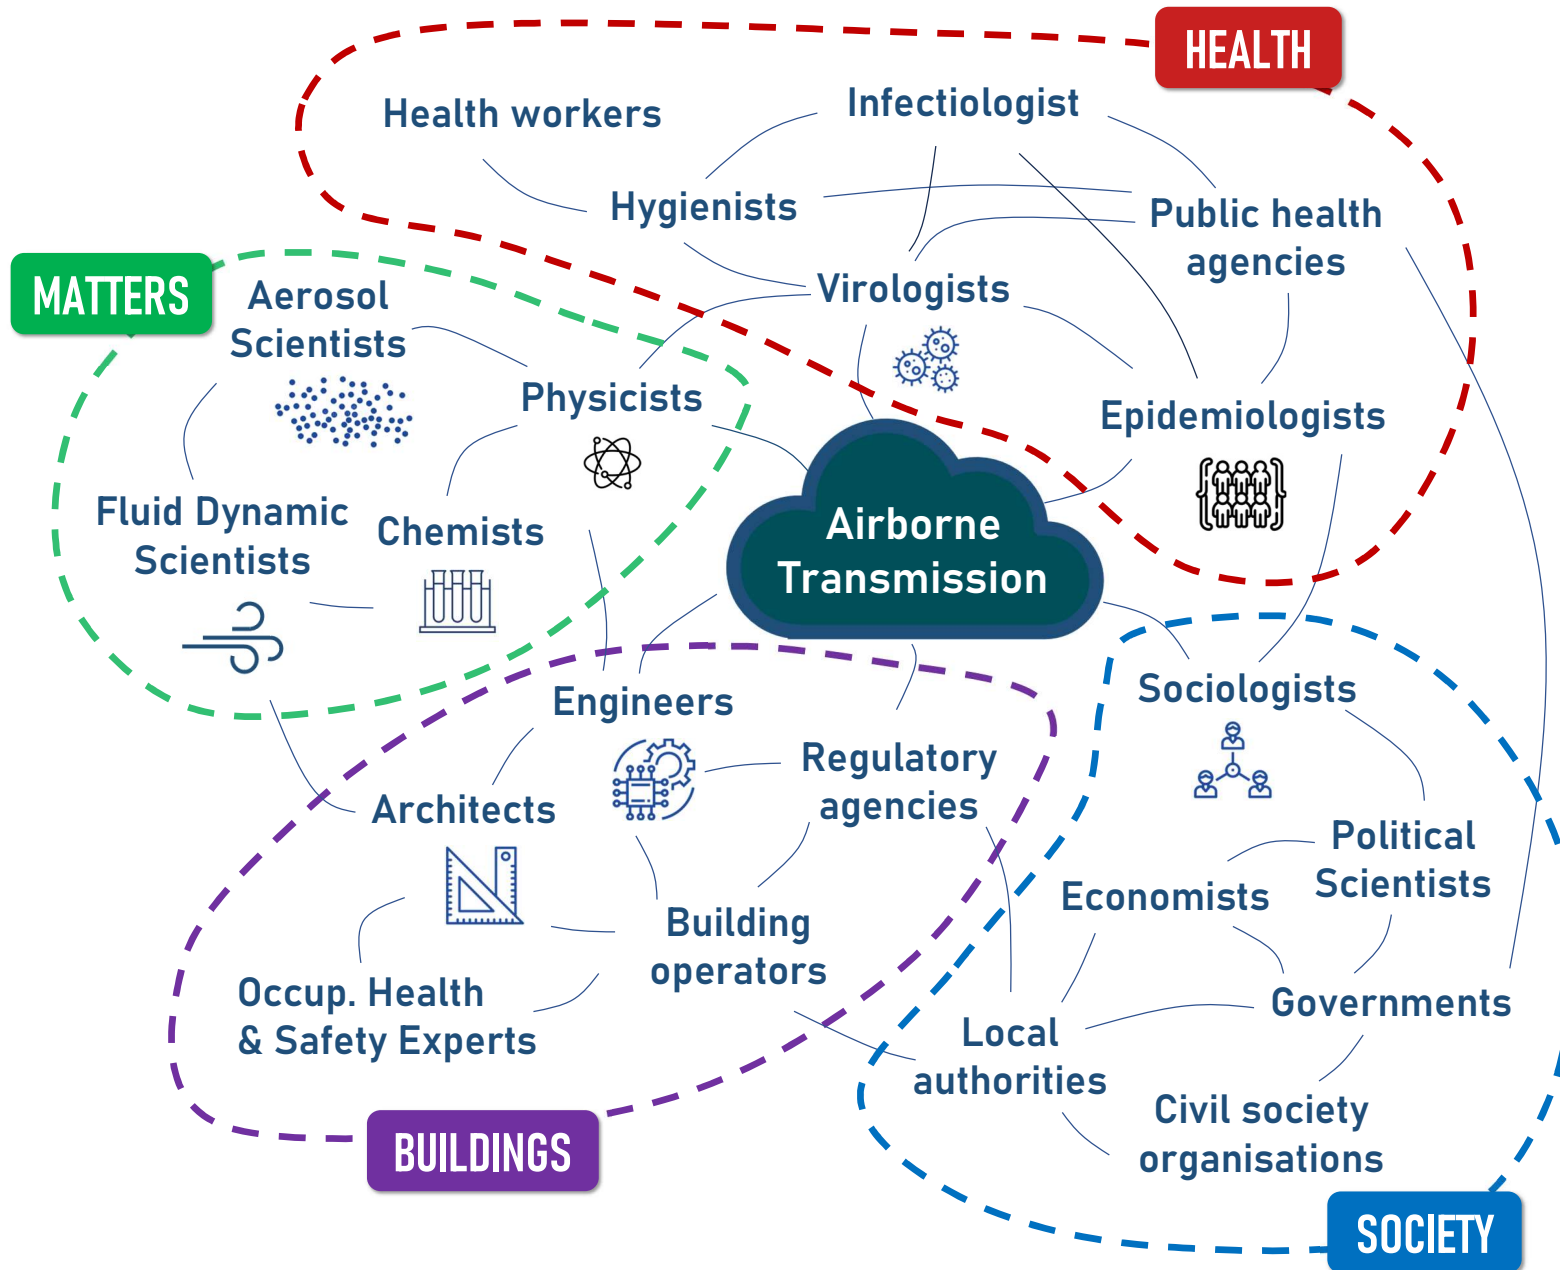 HEALTH
Health workers
Infectiologist
Hygienists
Public health
agencies
Virologists
Epidemiologists
MATTERS
Aerosol
Scientists
Physicists
Fluid Dynamic
Scientists
Chemists
Airborne
Transmission
Engineers
Regulatory
agencies
Architects
Building
operators
Occup. Health
& Safety Experts
BUILDINGS
Sociologists
Political
Scientists
Economists
Governments
Local
authorities
Civil society
organisations
SOCIETY